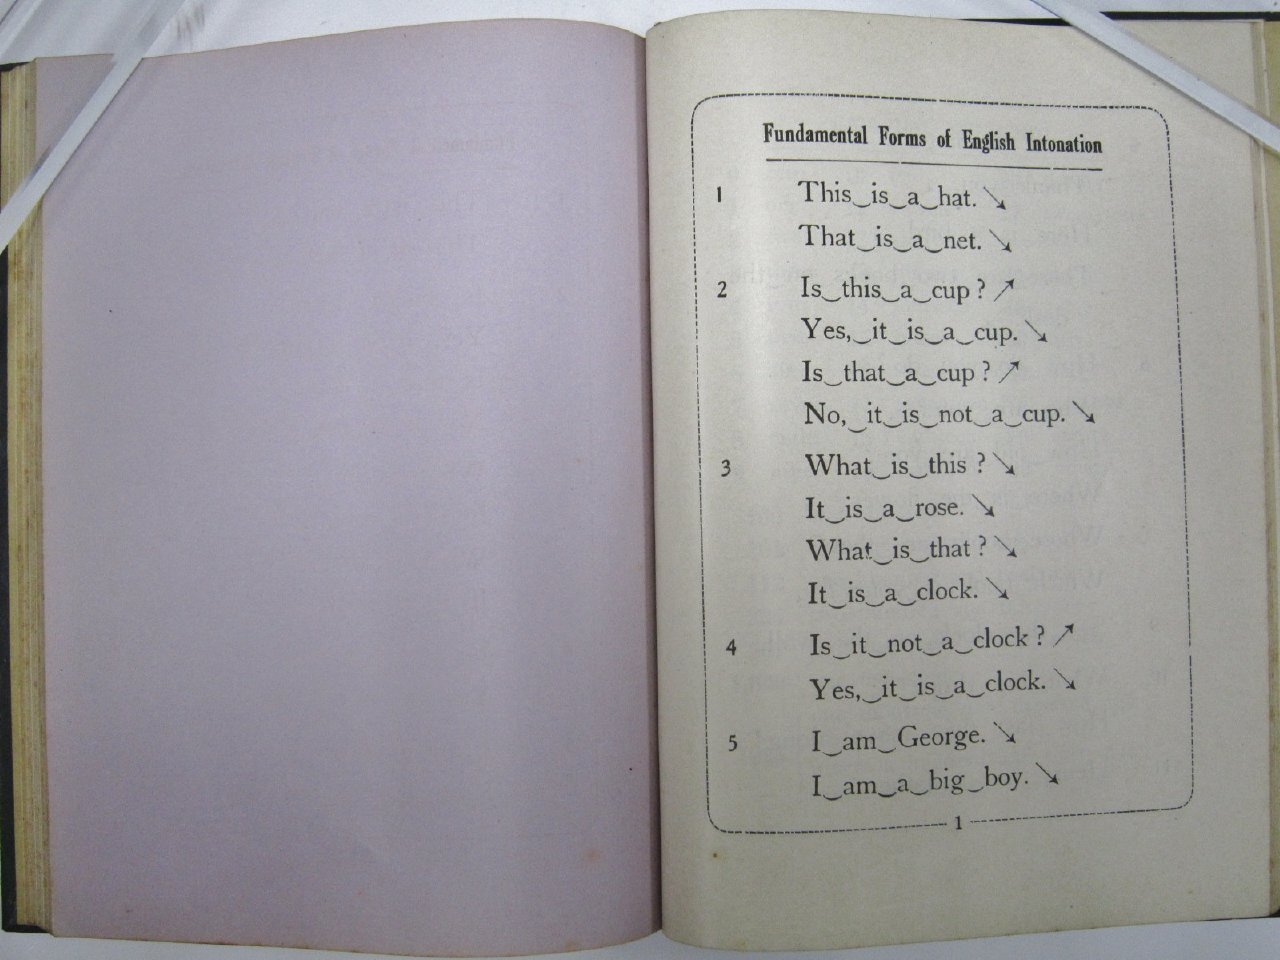 Fundamental Forms of English Intonation
1 This‿is‿a‿hat. ↘
That‿is‿a‿net. ↘
2 Is‿this‿a‿cup ? ↗
Yes,‿it‿is‿a‿cup. ↘
Is‿that‿a‿cup ? ↗
No,‿it‿is‿not‿a‿cup. ↘
3 What‿is‿this ? ↘
It‿is‿a‿rose. ↘
What‿is‿that ? ↘
It‿is‿a‿clock. ↘
4 Is‿it‿not‿a‿clock ? ↗
Yes,‿it‿is‿a‿clock. ↘
5 I‿am‿George. ↘
I‿am‿a‿big‿boy. ↘
1